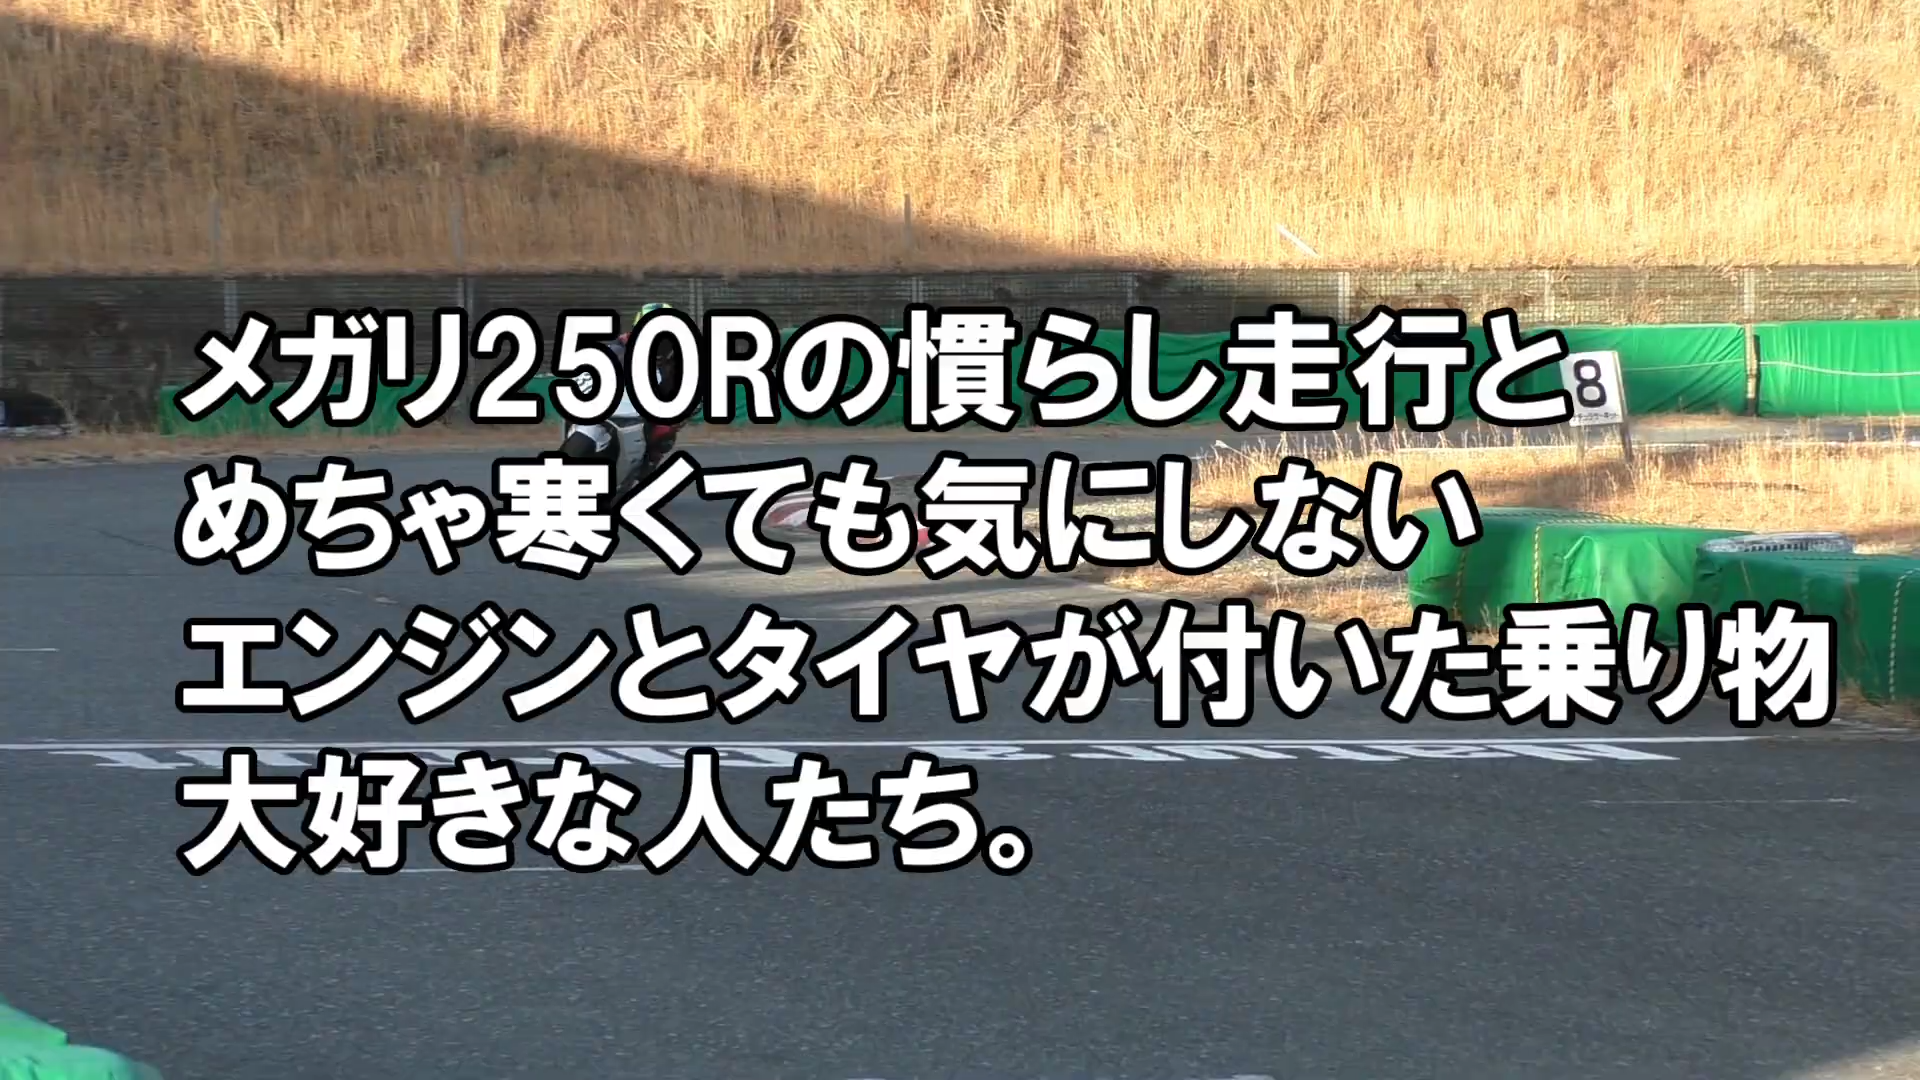 メガリ250Rの慣らし走行と
めちゃ寒くても気にしない
エンジンとタイヤが付いた乗り物
大好きな人たち。
8